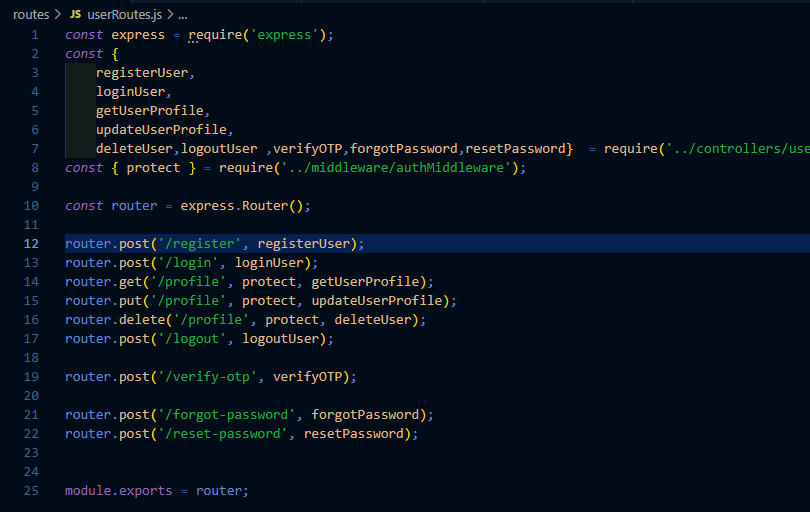 routes > JS userRoutes.js > ...
1 const express = require('express');
2 const {
3 registerUser,
4 loginUser,
5 getUserProfile,
6 updateUserProfile,
7 deleteUser,logoutUser ,verifyOTP,forgotPassword,resetPassword} = require('../controllers/use
8 const { protect } = require('../middleware/authMiddleware');
9
10 const router = express.Router();
11
12 router.post('/register', registerUser);
13 router.post('/login', loginUser);
14 router.get('/profile', protect, getUserProfile);
15 router.put('/profile', protect, updateUserProfile);
16 router.delete('/profile', protect, deleteUser);
17 router.post('/logout', logoutUser);
18
19 router.post('/verify-otp', verifyOTP);
20
21 router.post('/forgot-password', forgotPassword);
22 router.post('/reset-password', resetPassword);
23
24
25 module.exports = router;